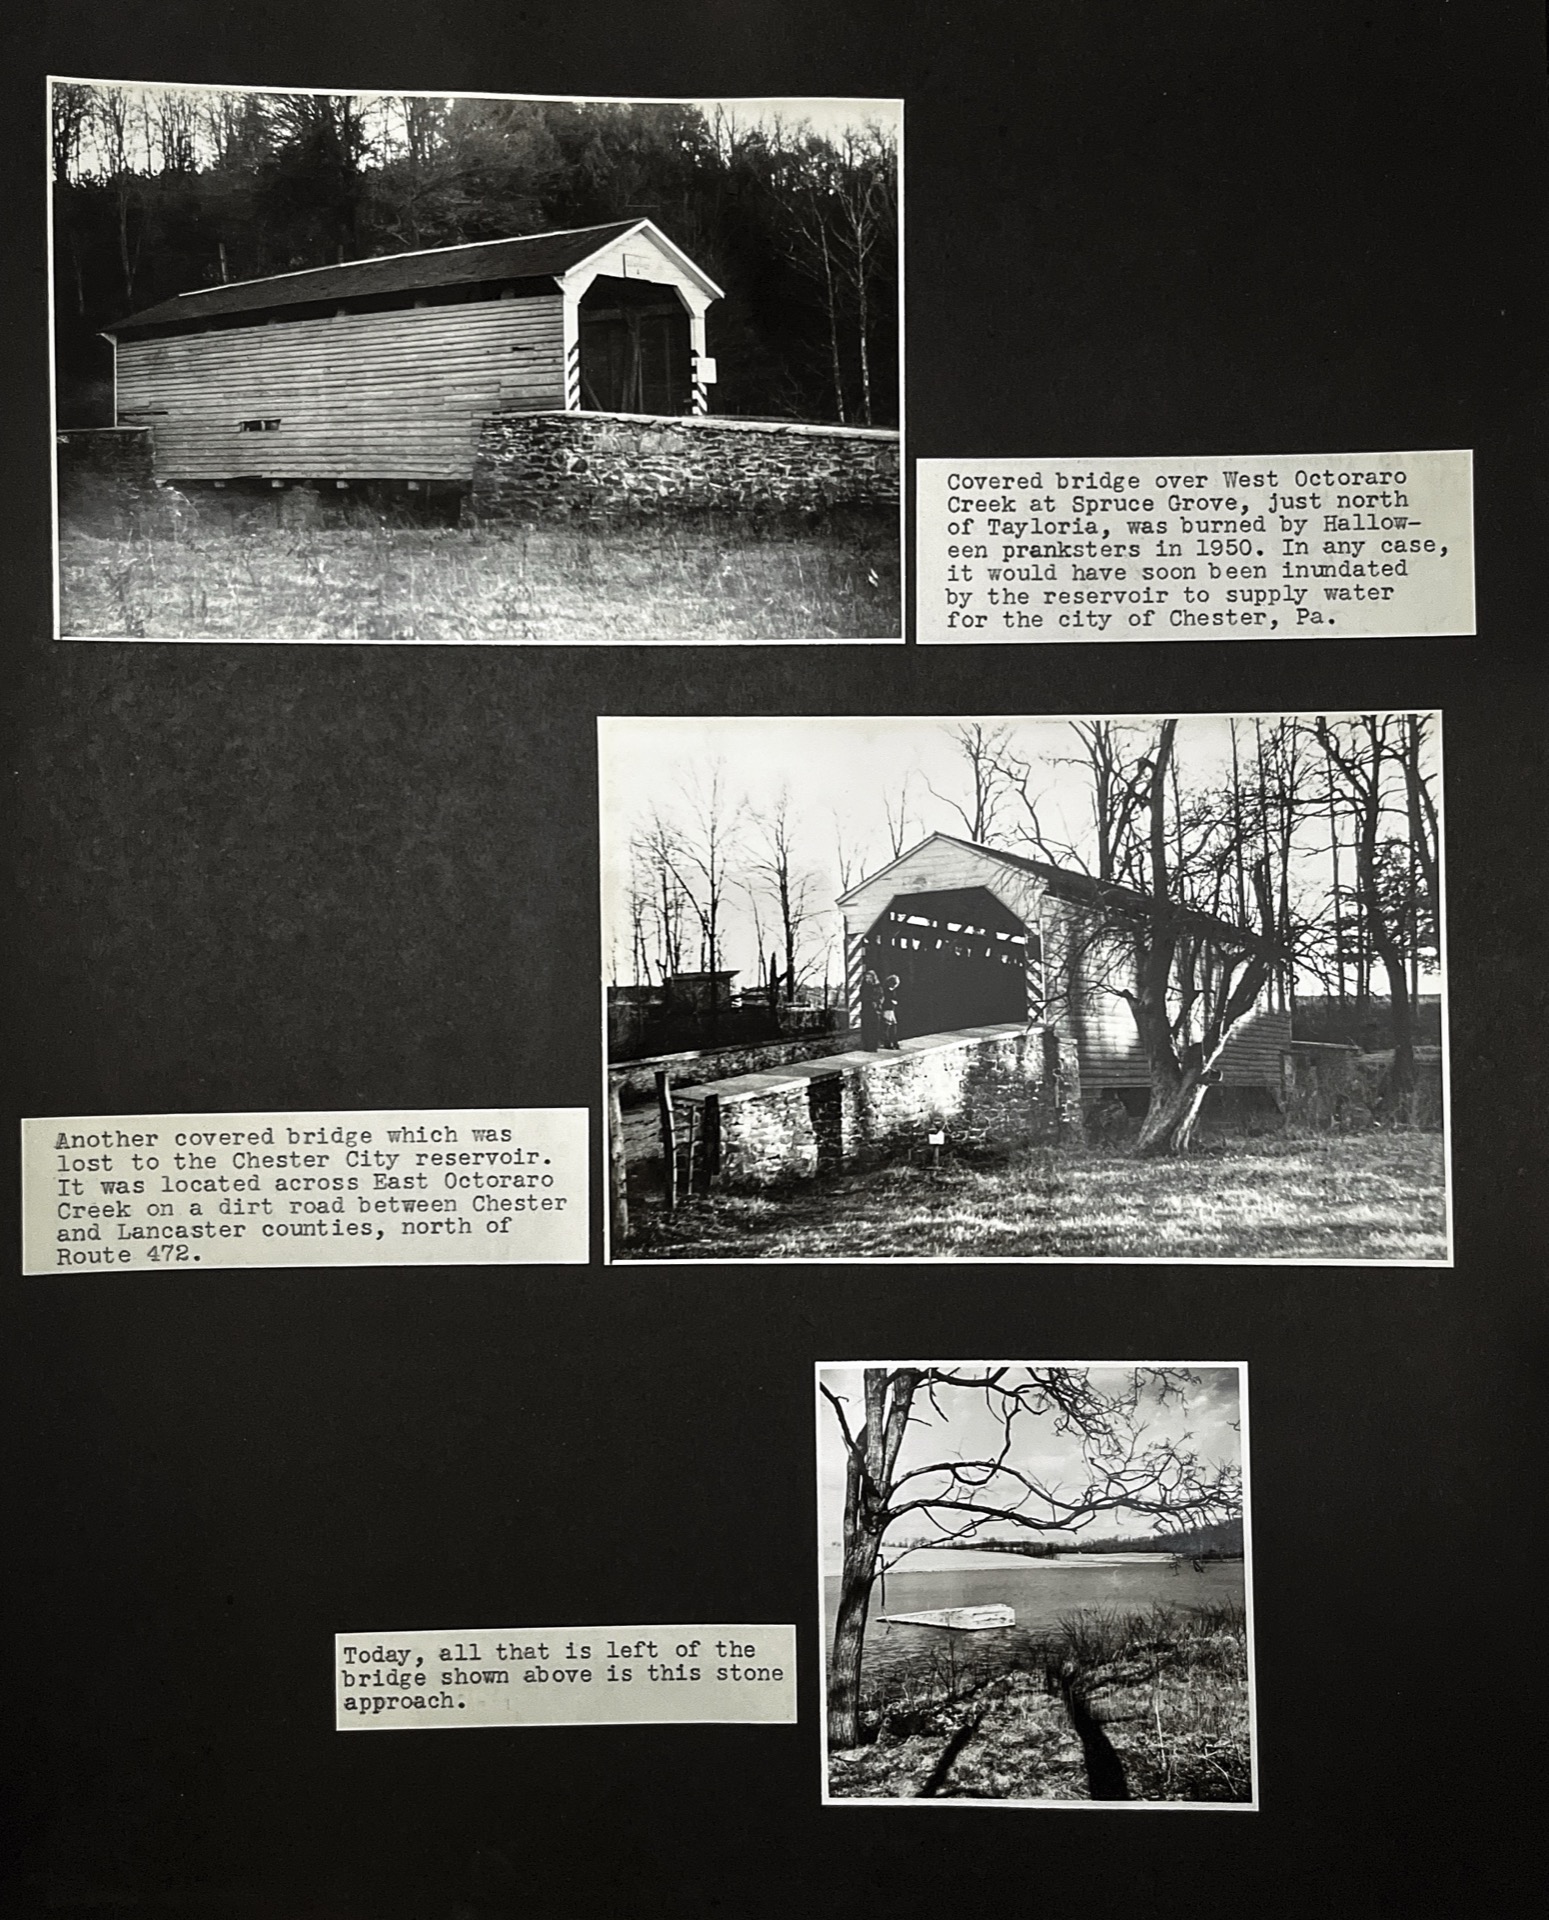 Covered bridge over West Octoraro
Creek at Spruce Grove, just north
of Tayloria, was burned by Hallow-
een pranksters in 1950. In any case,
it would have soon been inundated
by the reservoir to supply water
for the city of Chester, Pa.
Another covered bridge which was
lost to the Chester City reservoir.
It was located across East Octoraro
Creek on a dirt road between Chester
and Lancaster counties, north of
Route 472.
Today, all that is left of the
bridge shown above is this stone
approach.